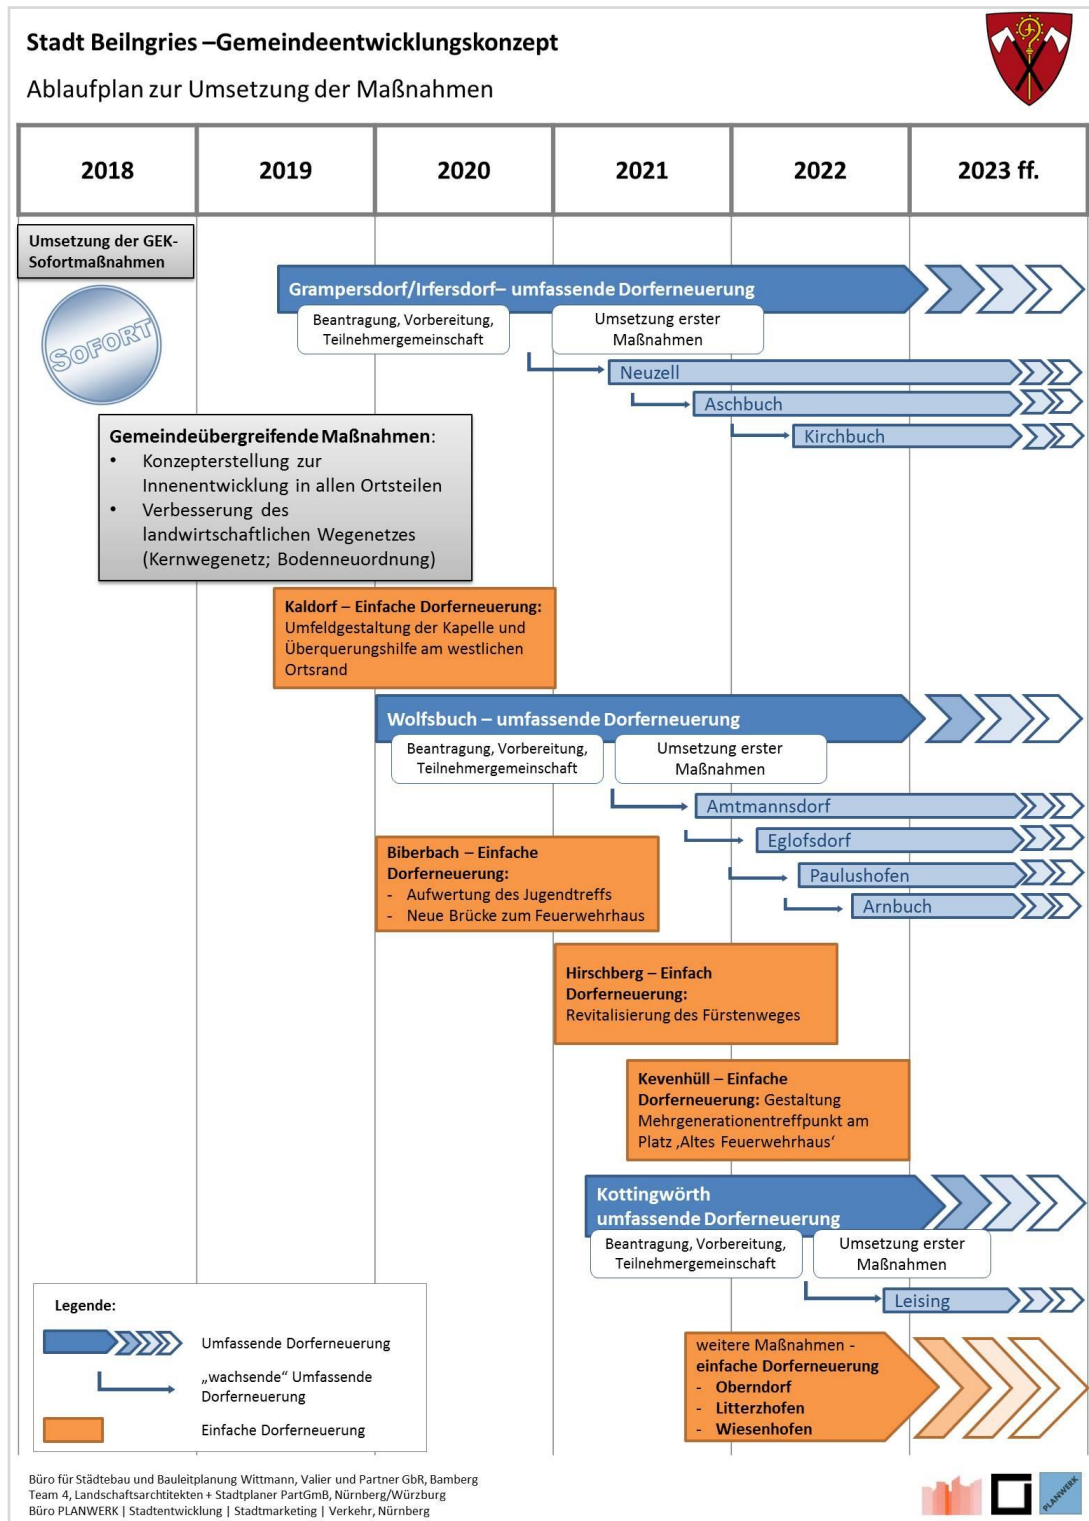 Stadt Beilngries –Gemeindeentwicklungskonzept
Ablaufplan zur Umsetzung der Maßnahmen
2018
2019
2020
2021
2022
2023 ff.
Umsetzung der GEK-
Sofortmaßnahmen
SOFORT
Grampersdorf/Irfersdorf– umfassende Dorferneuerung
Beantragung, Vorbereitung,
Teilnehmergemeinschaft
Umsetzung erster
Maßnahmen
Neuzell
Aschbuch
Kirchbuch
Gemeindeübergreifende Maßnahmen:
• Konzepterstellung zur
Innenentwicklung in allen Ortsteilen
• Verbesserung des
landwirtschaftlichen Wegenetzes
(Kernwegenetz; Bodenneuordnung)
Kaldorf – Einfache Dorferneuerung:
Umfeldgestaltung der Kapelle und
Überquerungshilfe am westlichen
Ortsrand
Wolfsbuch – umfassende Dorferneuerung
Beantragung, Vorbereitung,
Teilnehmergemeinschaft
Umsetzung erster
Maßnahmen
Amtmannsdorf
Eglofsdorf
Paulushofen
Arnbuch
Biberbach – Einfache
Dorferneuerung:
- Aufwertung des Jugendtreffs
- Neue Brücke zum Feuerwehrhaus
Hirschberg – Einfach
Dorferneuerung:
Revitalisierung des Fürstenweges
Kevenhüll – Einfache
Dorferneuerung: Gestaltung
Mehrgenerationentreffpunkt am
Platz ‚Altes Feuerwehrhaus‘
Kottingwörth
umfassende Dorferneuerung
Beantragung, Vorbereitung,
Teilnehmergemeinschaft
Umsetzung erster
Maßnahmen
Leising
weitere Maßnahmen -
einfache Dorferneuerung
- Oberndorf
- Litterzhofen
- Wiesenhofen
Legende:
Umfassende Dorferneuerung
„wachsende“ Umfassende
Dorferneuerung
Einfache Dorferneuerung
Büro für Städtebau und Bauleitplanung Wittmann, Valier und Partner GbR, Bamberg
Team 4, Landschaftsarchitekten + Stadtplaner PartGmB, Nürnberg/Würzburg
Büro PLANWERK | Stadtentwicklung | Stadtmarketing | Verkehr, Nürnberg
PLANWERK